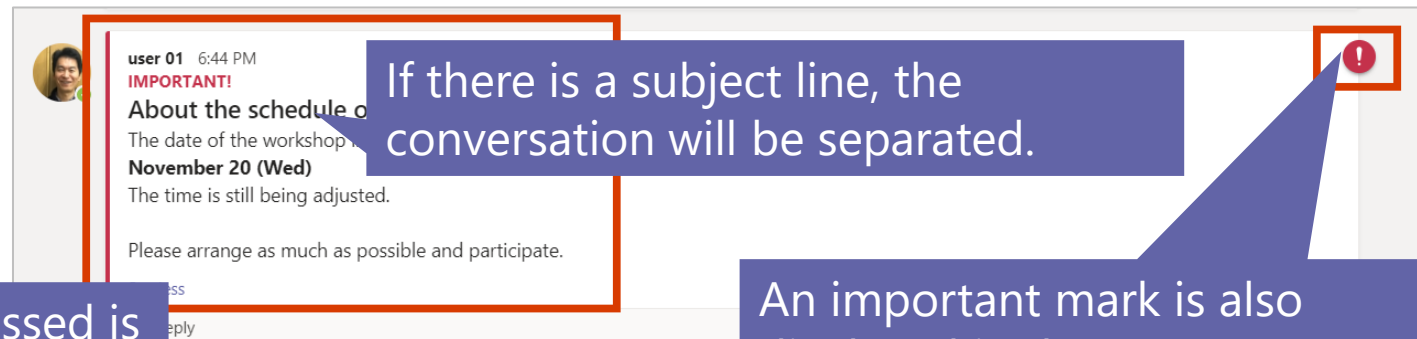 user 01 6:44 PM
IMPORTANT!
About the schedule o
The date of the workshop
November 20 (Wed)
The time is still being adjusted.
Please arrange as much as possible and participate.
If there is a subject line, the
conversation will be separated.
An important mark is also
ssed is
ess
eply